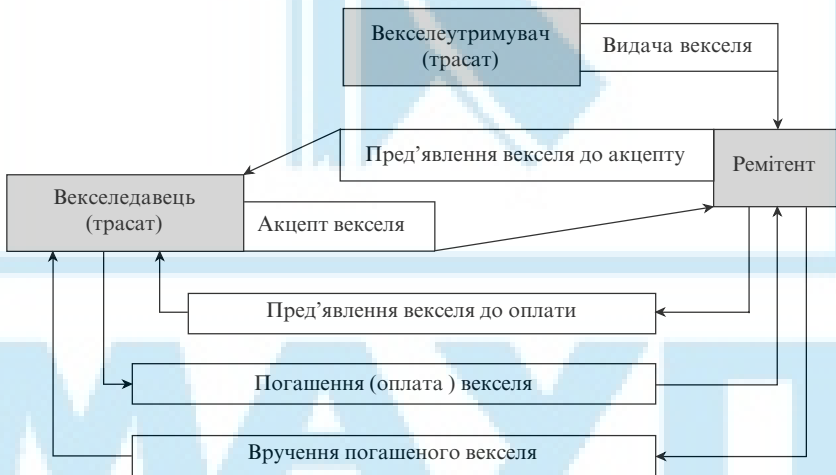 Векселеутримувач
(трасат)
Видача векселя
Пред’явлення векселя до акцепту
Ремітент
Векселедавець
(трасат)
Акцепт векселя
Пред’явлення векселя до оплати
Погашення (оплата ) векселя
Вручення погашеного векселя
МАУП